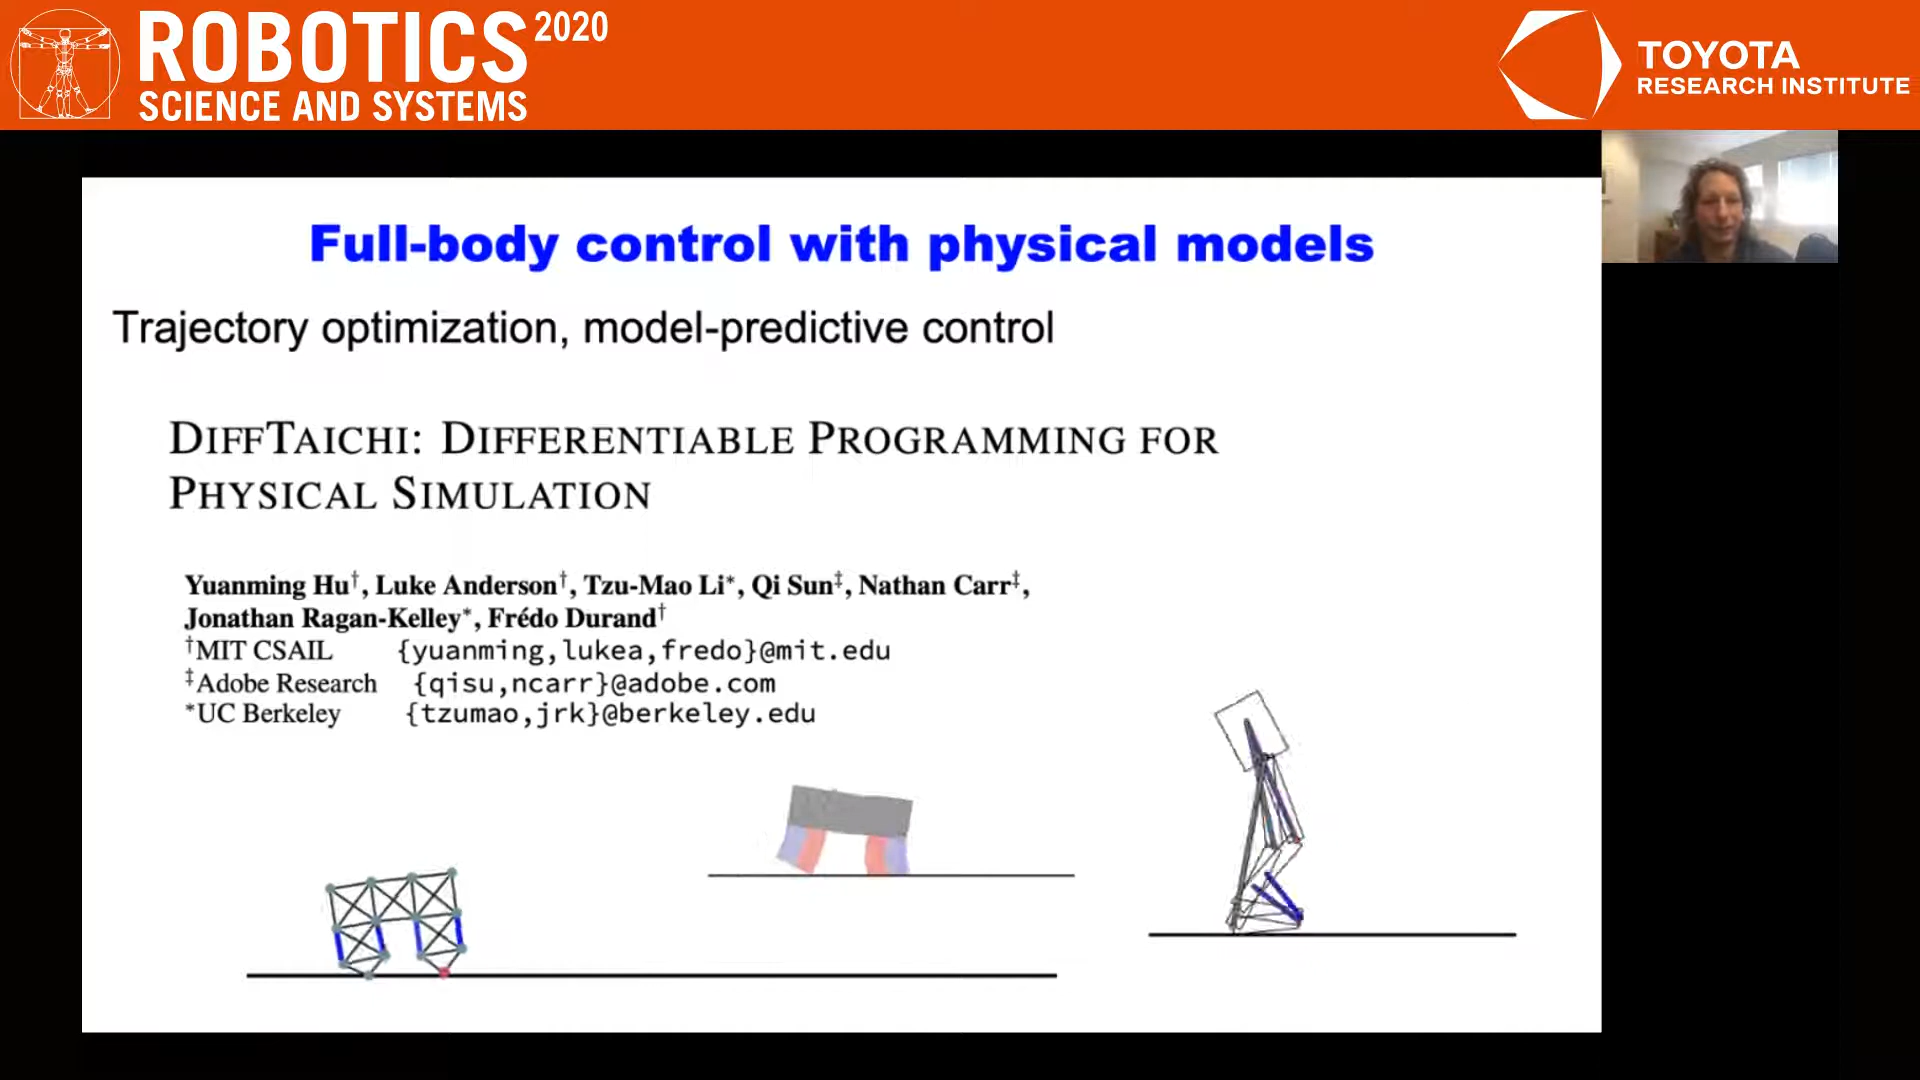 ROBOTICS 2020
SCIENCE AND SYSTEMS
TOYOTA
RESEARCH INSTITUTE
Full-body control with physical models
Trajectory optimization, model-predictive control
DIFFTAICHI: DIFFERENTIABLE PROGRAMMING FOR
PHYSICAL SIMULATION
Yuanming Hu†, Luke Anderson†, Tzu-Mao Li*, Qi Sun‡, Nathan Carr‡,
Jonathan Ragan-Kelley*, Frédo Durand†
†MIT CSAIL {yuanming,lukea,fredo}@mit.edu
‡Adobe Research {qisu,ncarr}@adobe.com
*UC Berkeley {tzumao,jrk}@berkeley.edu